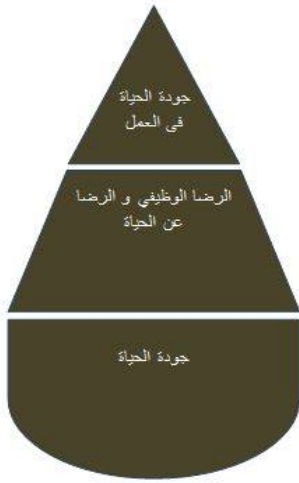 جودة الحياة
فى العمل
الرضا الوظيفي و الرضا
عن الحياة
جودة الحياة